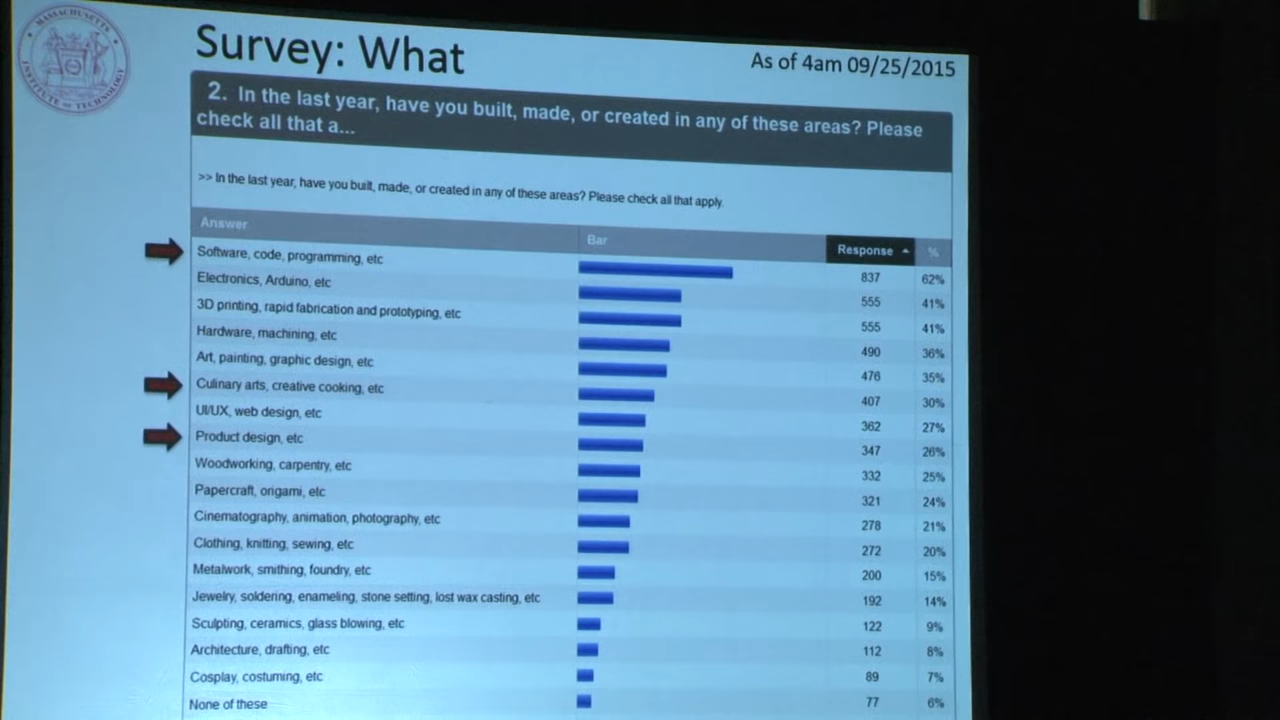 MASSACHUSETTS
INSTITUTE OF TECHNOLOGY
Survey: What
As of 4am 09/25/2015
2. In the last year, have you built, made, or created in any of these areas? Please
check all that a...
>> In the last year, have you built, made, or created in any of these areas? Please check all that apply.
Answer Bar Response %
Software, code, programming, etc 837 62%
Electronics, Arduino, etc 555 41%
3D printing, rapid fabrication and prototyping, etc 555 41%
Hardware, machining, etc 490 36%
Art, painting, graphic design, etc 476 35%
Culinary arts, creative cooking, etc 407 30%
UI/UX, web design, etc 362 27%
Product design, etc 347 26%
Woodworking, carpentry, etc 332 25%
Papercraft, origami, etc 321 24%
Cinematography, animation, photography, etc 278 21%
Clothing, knitting, sewing, etc 272 20%
Metalwork, smithing, foundry, etc 200 15%
Jewelry, soldering, enameling, stone setting, lost wax casting, etc 192 14%
Sculpting, ceramics, glass blowing, etc 122 9%
Architecture, drafting, etc 112 8%
Cosplay, costuming, etc 89 7%
None of these 77 6%